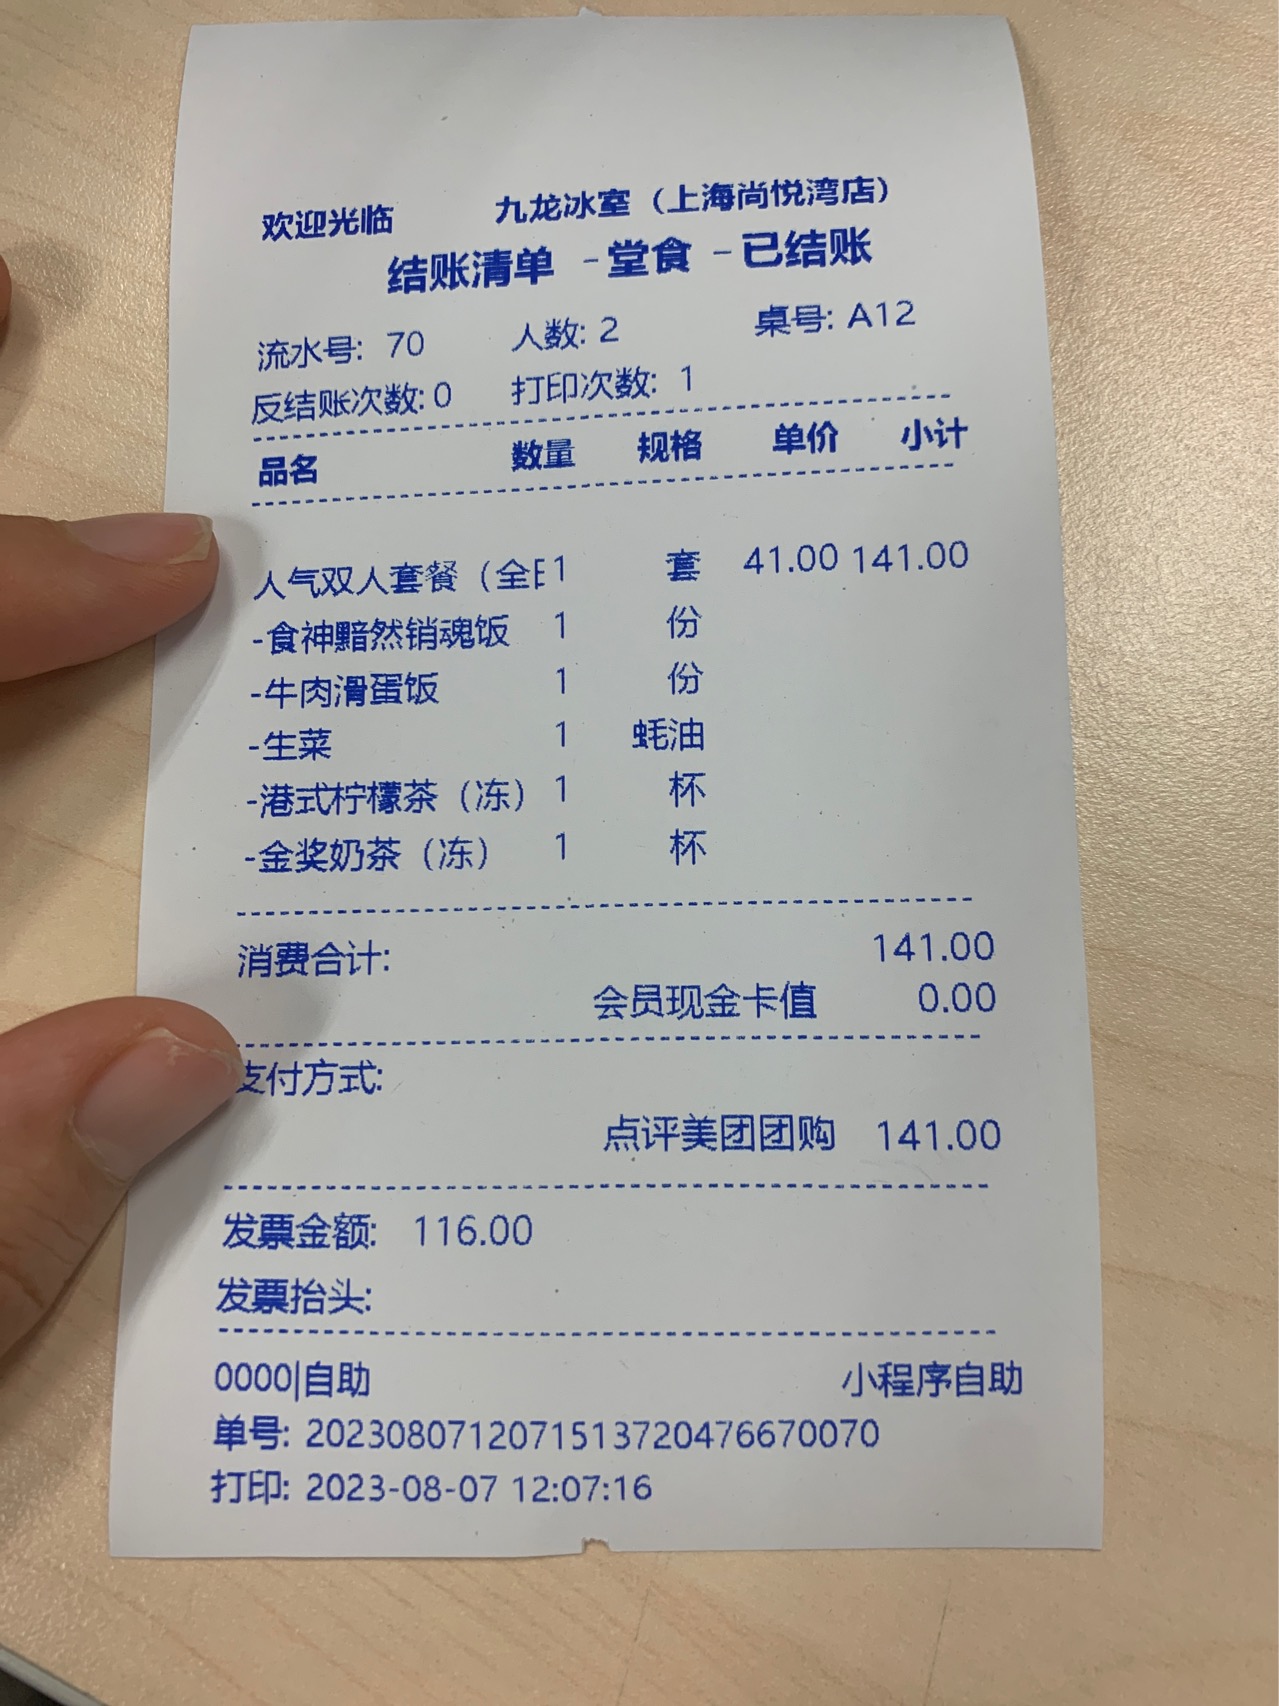 欢迎光临 九龙冰室（上海尚悦湾店）
结账清单 -堂食 -已结账
流水号: 70 人数: 2 桌号: A12
反结账次数: 0 打印次数: 1
品名 数量 规格 单价 小计
人气双人套餐（全 1 套 41.00 141.00
-食神黯然销魂饭 1 份
-牛肉滑蛋饭 1 份
-生菜 1 蚝油
-港式柠檬茶（冻） 1 杯
-金奖奶茶（冻） 1 杯
消费合计: 141.00
会员现金卡值 0.00
支付方式:
点评美团团购 141.00
发票金额: 116.00
发票抬头:
0000|自助 小程序自助
单号: 2023080712071513720476670070
打印: 2023-08-07 12:07:16